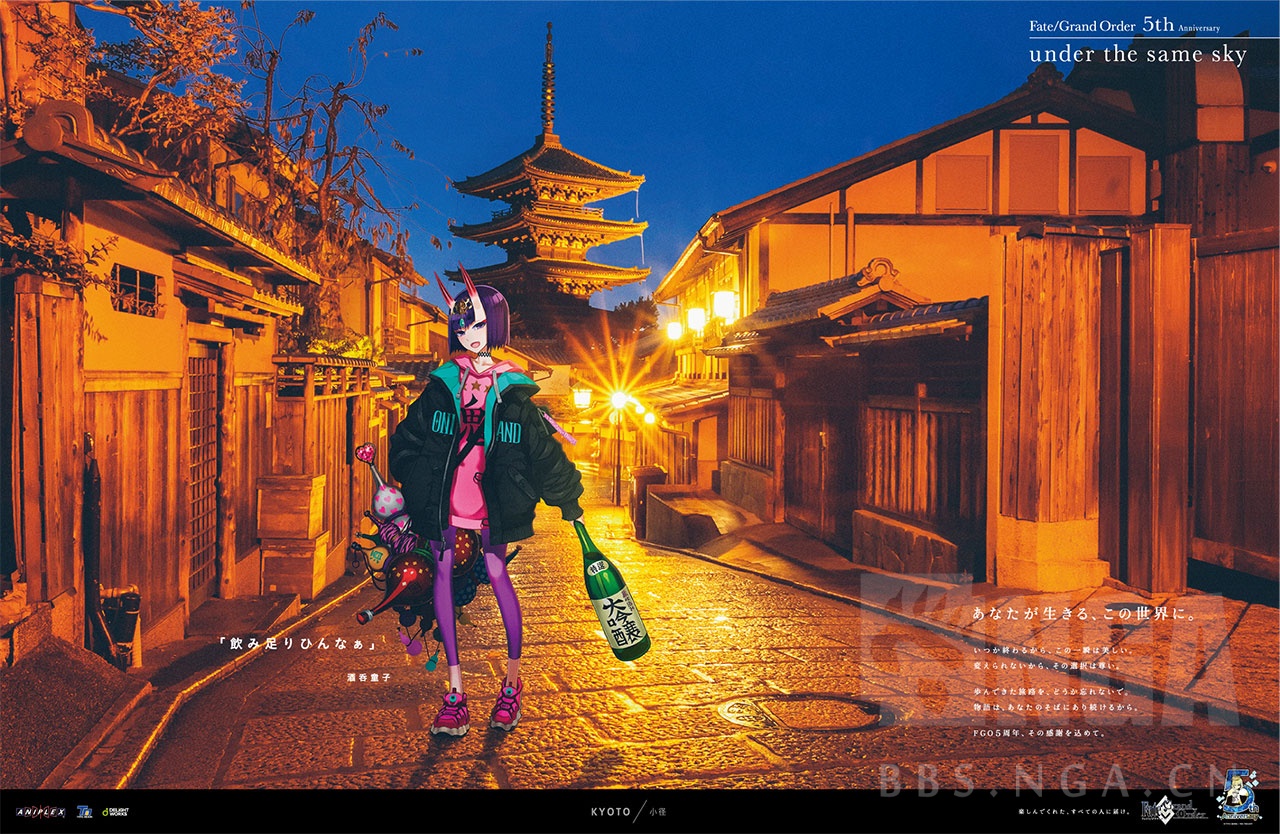 Fate/Grand Order 5th Anniversary
under the same sky
ONI LAND
特選
大吟醸
「飲み足りひんなぁ」
酒呑童子
あなたが生きる、この世界に。
いつか終わるから、この一瞬は美しい。
変えられないから、その選択は尊い。
歩んできた旅路を、どうか忘れないで。
物語は、あなたのそばにあり続けるから。
FGO5周年、その感謝を込めて。
NGA
BBS.NGA.CN
ANIPLEX
DELIGHT WORKS
KYOTO / 小径
楽しんでくれた、すべての人に届け。
Fate Grand Order
5th Anniversary